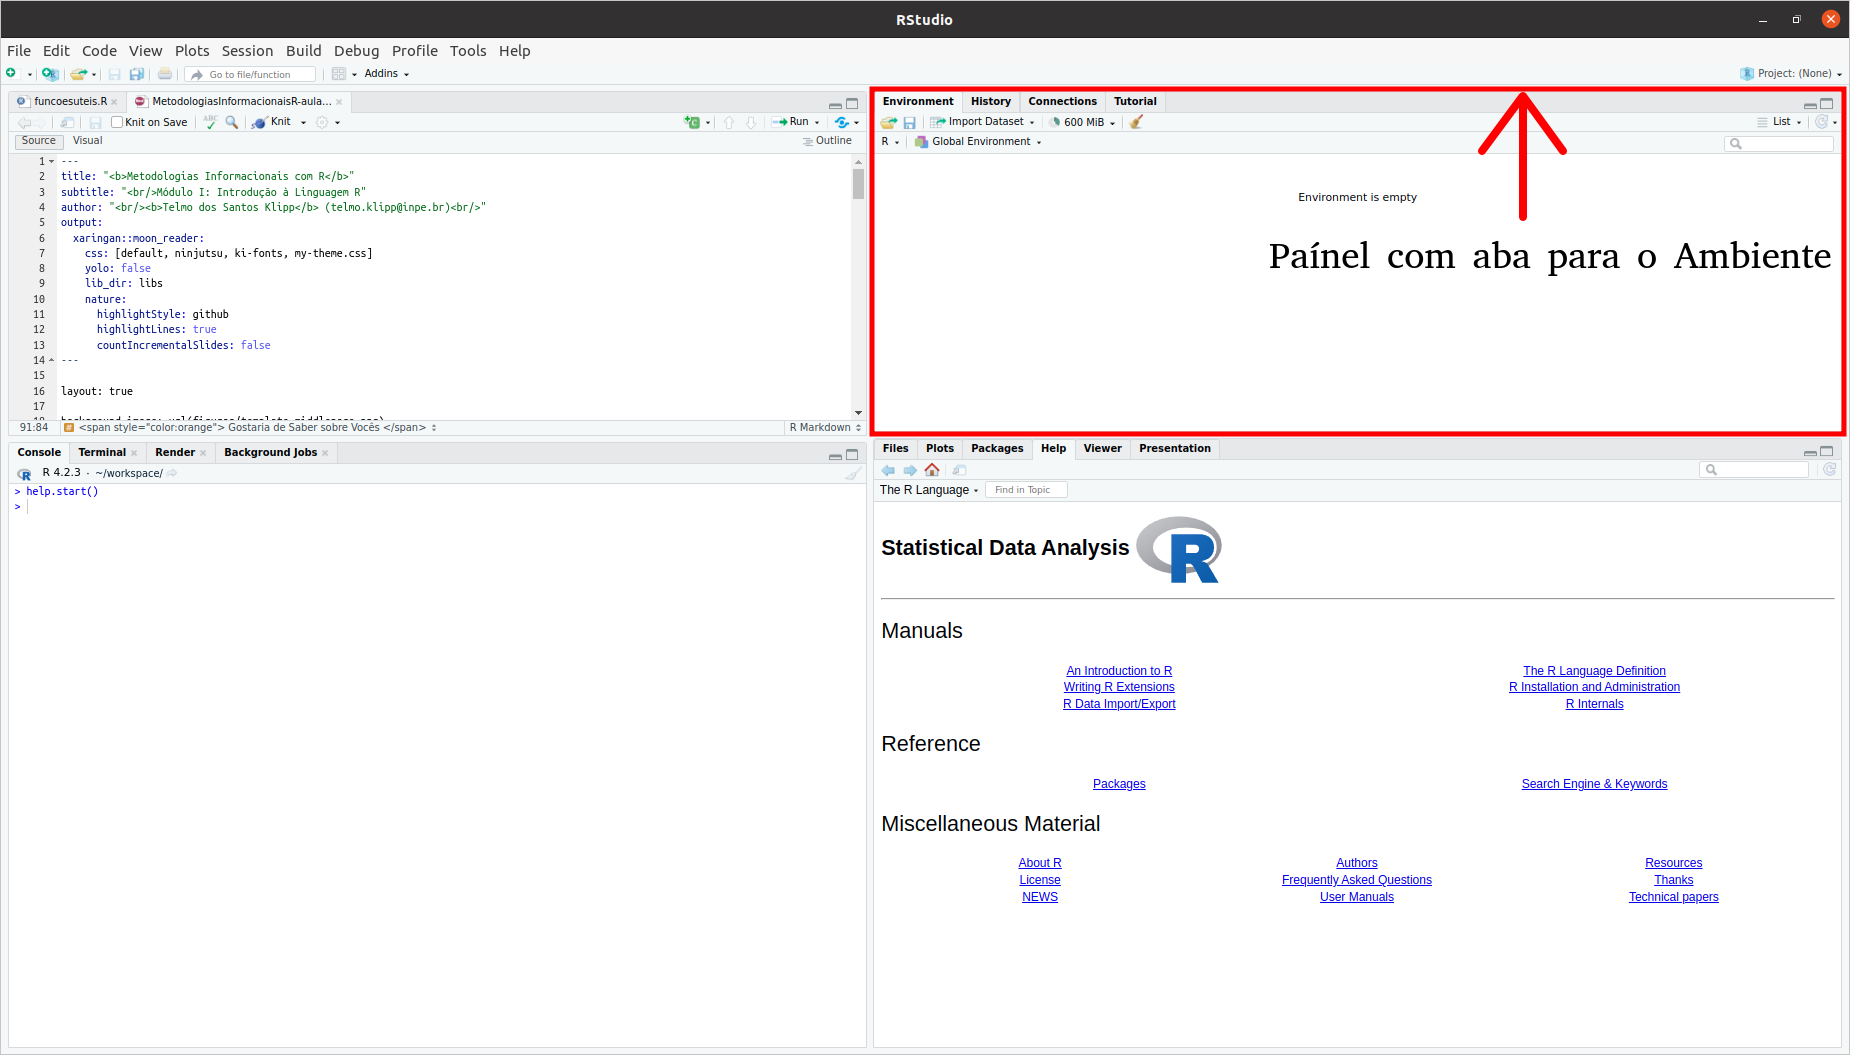 RStudio
File Edit Code View Plots Session Build Debug Profile Tools Help
Go to file/function Addins Project: (None)
funcoesuteis.R MetodologiasInformacionaisR-aula...
Knit on Save ABC Knit Run
Source Visual Outline
1 ---
2 title: "<b>Metodologias Informacionais com R</b>"
3 subtitle: "<br/>Módulo I: Introdução à Linguagem R"
4 author: "<br/><b>Telmo dos Santos Klipp</b> (telmo.klipp@inpe.br)<br/>"
5 output:
6 xaringan::moon_reader:
7 css: [default, ninjutsu, ki-fonts, my-theme.css]
8 yolo: false
9 lib_dir: libs
10 nature:
11 highlightStyle: github
12 highlightLines: true
13 countIncrementalSlides: false
14 ---
15
16 layout: true
17
91:84 # <span style="color:orange"> Gostaria de Saber sobre Vocês </span> R Markdown
Environment History Connections Tutorial
Import Dataset 600 MiB List
R Global Environment
Environment is empty
Paínel com aba para o Ambiente
Console Terminal Render Background Jobs
R 4.2.3 · ~/workspace/
> help.start()
>
Files Plots Packages Help Viewer Presentation
The R Language Find in Topic
Statistical Data Analysis R
Manuals
An Introduction to R The R Language Definition
Writing R Extensions R Installation and Administration
R Data Import/Export R Internals
Reference
Packages Search Engine & Keywords
Miscellaneous Material
About R Authors Resources
License Frequently Asked Questions Thanks
NEWS User Manuals Technical papers